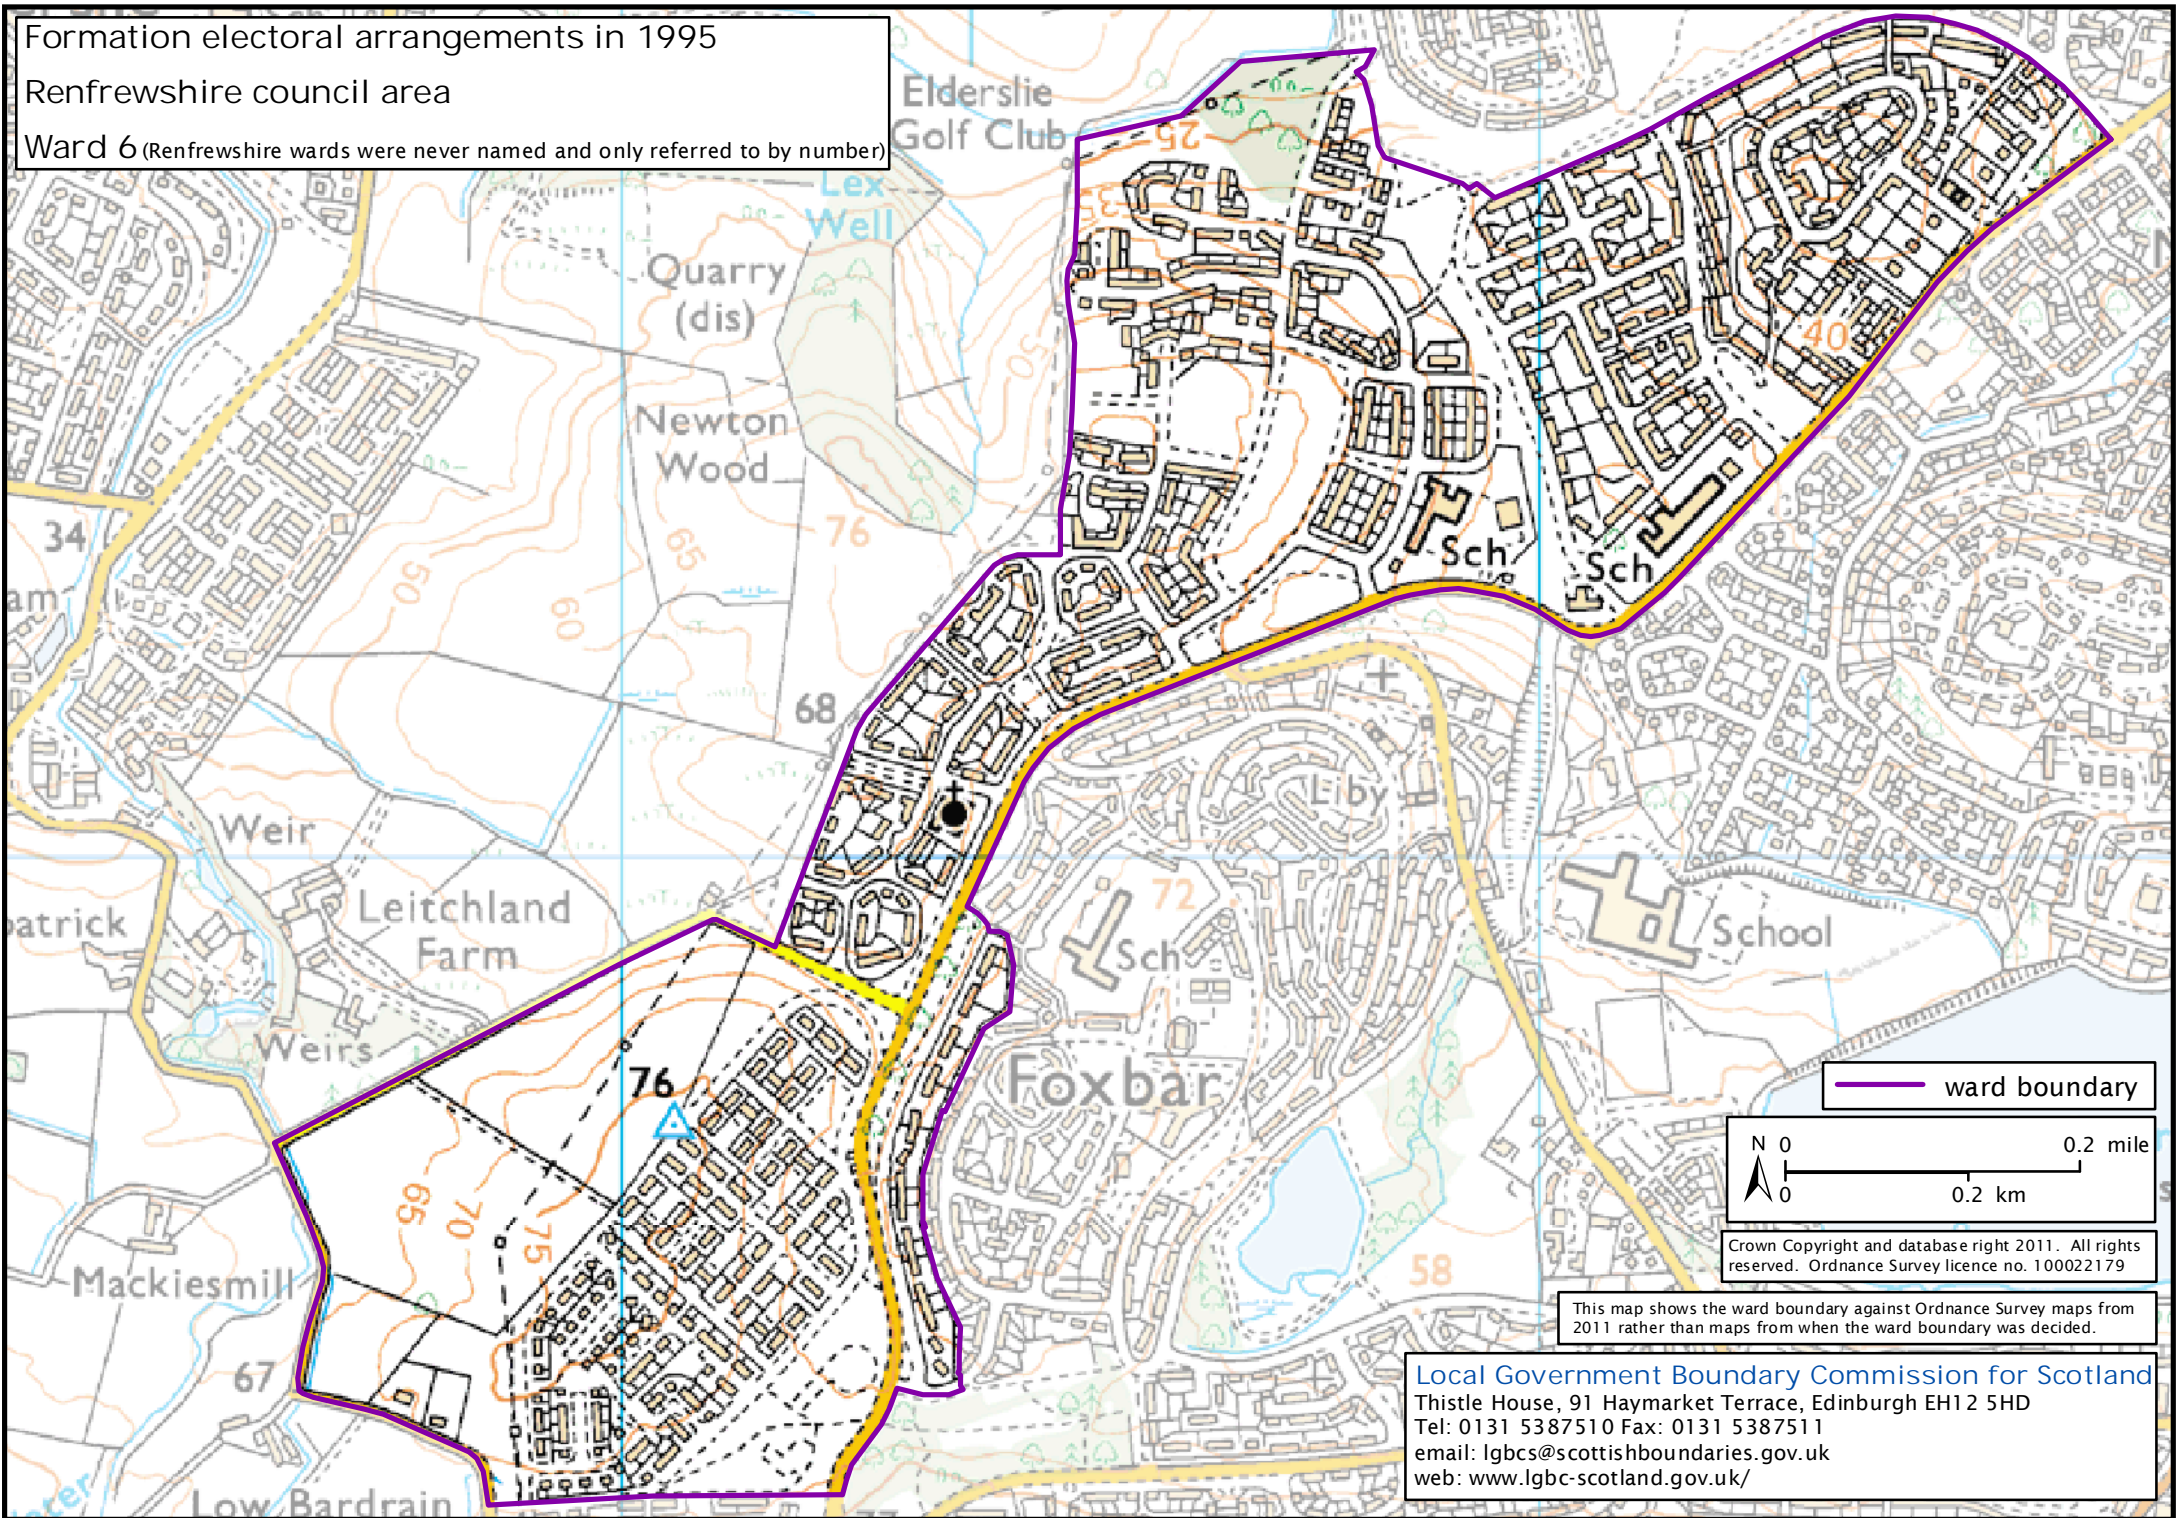 Formation electoral arrangements in 1995
Renfrewshire council area
Ward 6 (Renfrewshire wards were never named and only referred to by number)
Elderslie
Golf Club
25
Lex
Well
35
Quarry
(dis)
50
40
Newton
Wood
76
65
34
50
60
Sch
Sch
68
Liby
Weir
72
Leitchland
Farm
patrick
Sch
School
Weirs
76
Foxbar
65
70
75
Mackiesmill
58
67
Low Bardrain
ward boundary
N 0 0.2 mile
0 0.2 km
Crown Copyright and database right 2011. All rights
reserved. Ordnance Survey licence no. 100022179
This map shows the ward boundary against Ordnance Survey maps from
2011 rather than maps from when the ward boundary was decided.
Local Government Boundary Commission for Scotland
Thistle House, 91 Haymarket Terrace, Edinburgh EH12 5HD
Tel: 0131 5387510 Fax: 0131 5387511
email: lgbcs@scottishboundaries.gov.uk
web: www.lgbc-scotland.gov.uk/